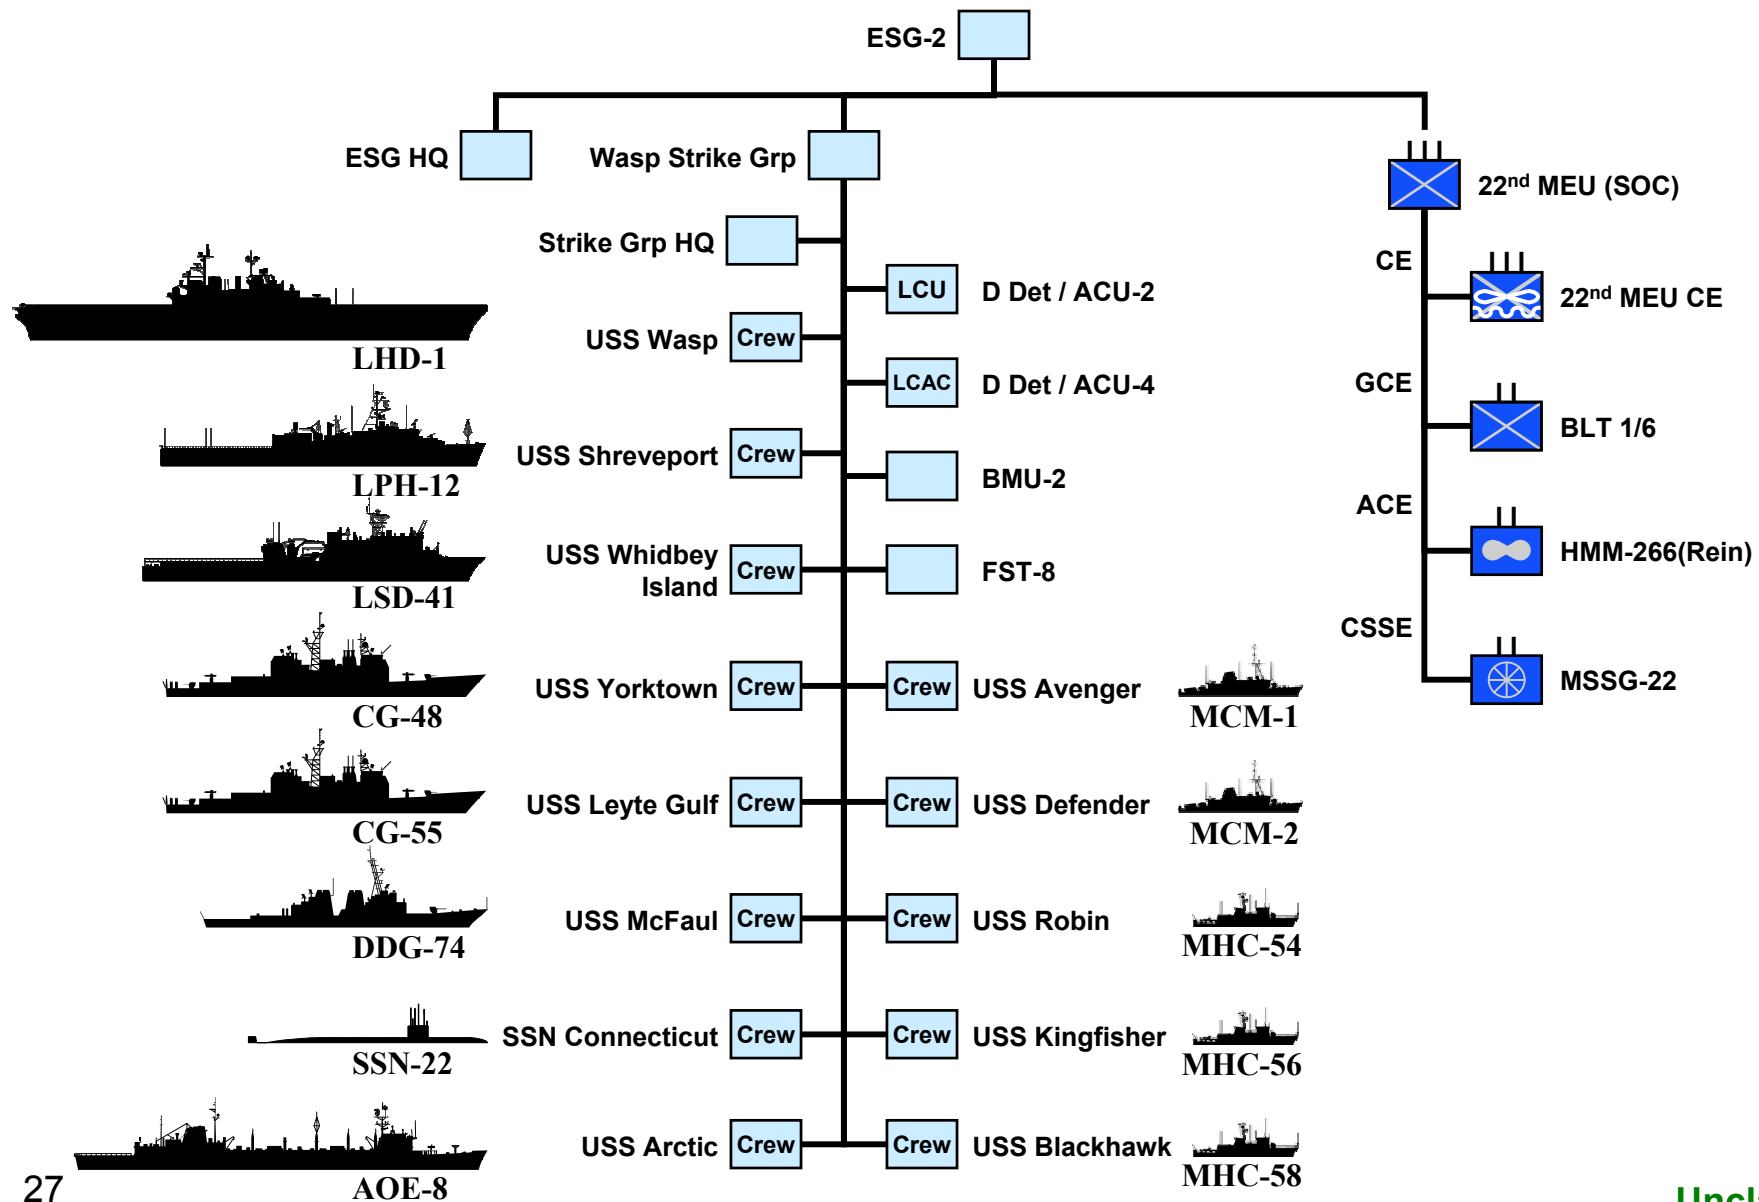 ESG-2
ESG HQ
Wasp Strike Grp
22nd MEU (SOC)
Strike Grp HQ
CE
LCU D Det / ACU-2
22nd MEU CE
USS Wasp Crew
LHD-1
LCAC D Det / ACU-4
GCE
BLT 1/6
USS Shreveport Crew
LPH-12
BMU-2
ACE
HMM-266(Rein)
USS Whidbey
Island
Crew
LSD-41
FST-8
CSSE
MSSG-22
USS Yorktown Crew
CG-48
Crew USS Avenger
MCM-1
USS Leyte Gulf Crew
CG-55
Crew USS Defender
MCM-2
USS McFaul Crew
DDG-74
Crew USS Robin
MHC-54
SSN Connecticut Crew
SSN-22
Crew USS Kingfisher
MHC-56
USS Arctic Crew
AOE-8
Crew USS Blackhawk
MHC-58
27